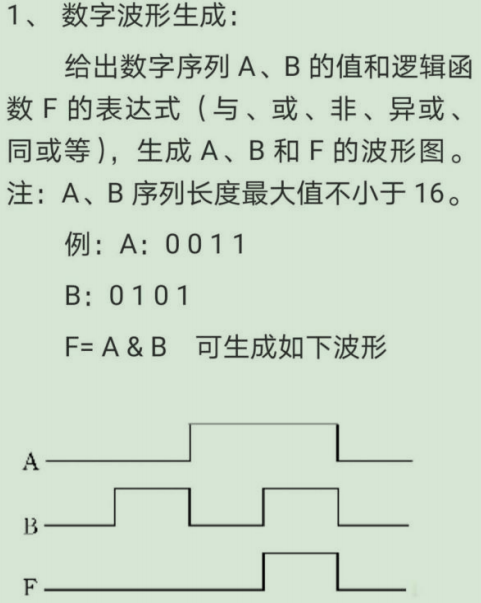 1、 数字波形生成:
给出数字序列 A、B 的值和逻辑函
数 F 的表达式（与、或、非、异或、
同或等），生成 A、B 和 F 的波形图。
注：A、B 序列长度最大值不小于 16。
例：A：0 0 1 1
B：0 1 0 1
F= A & B 可生成如下波形
A
B
F